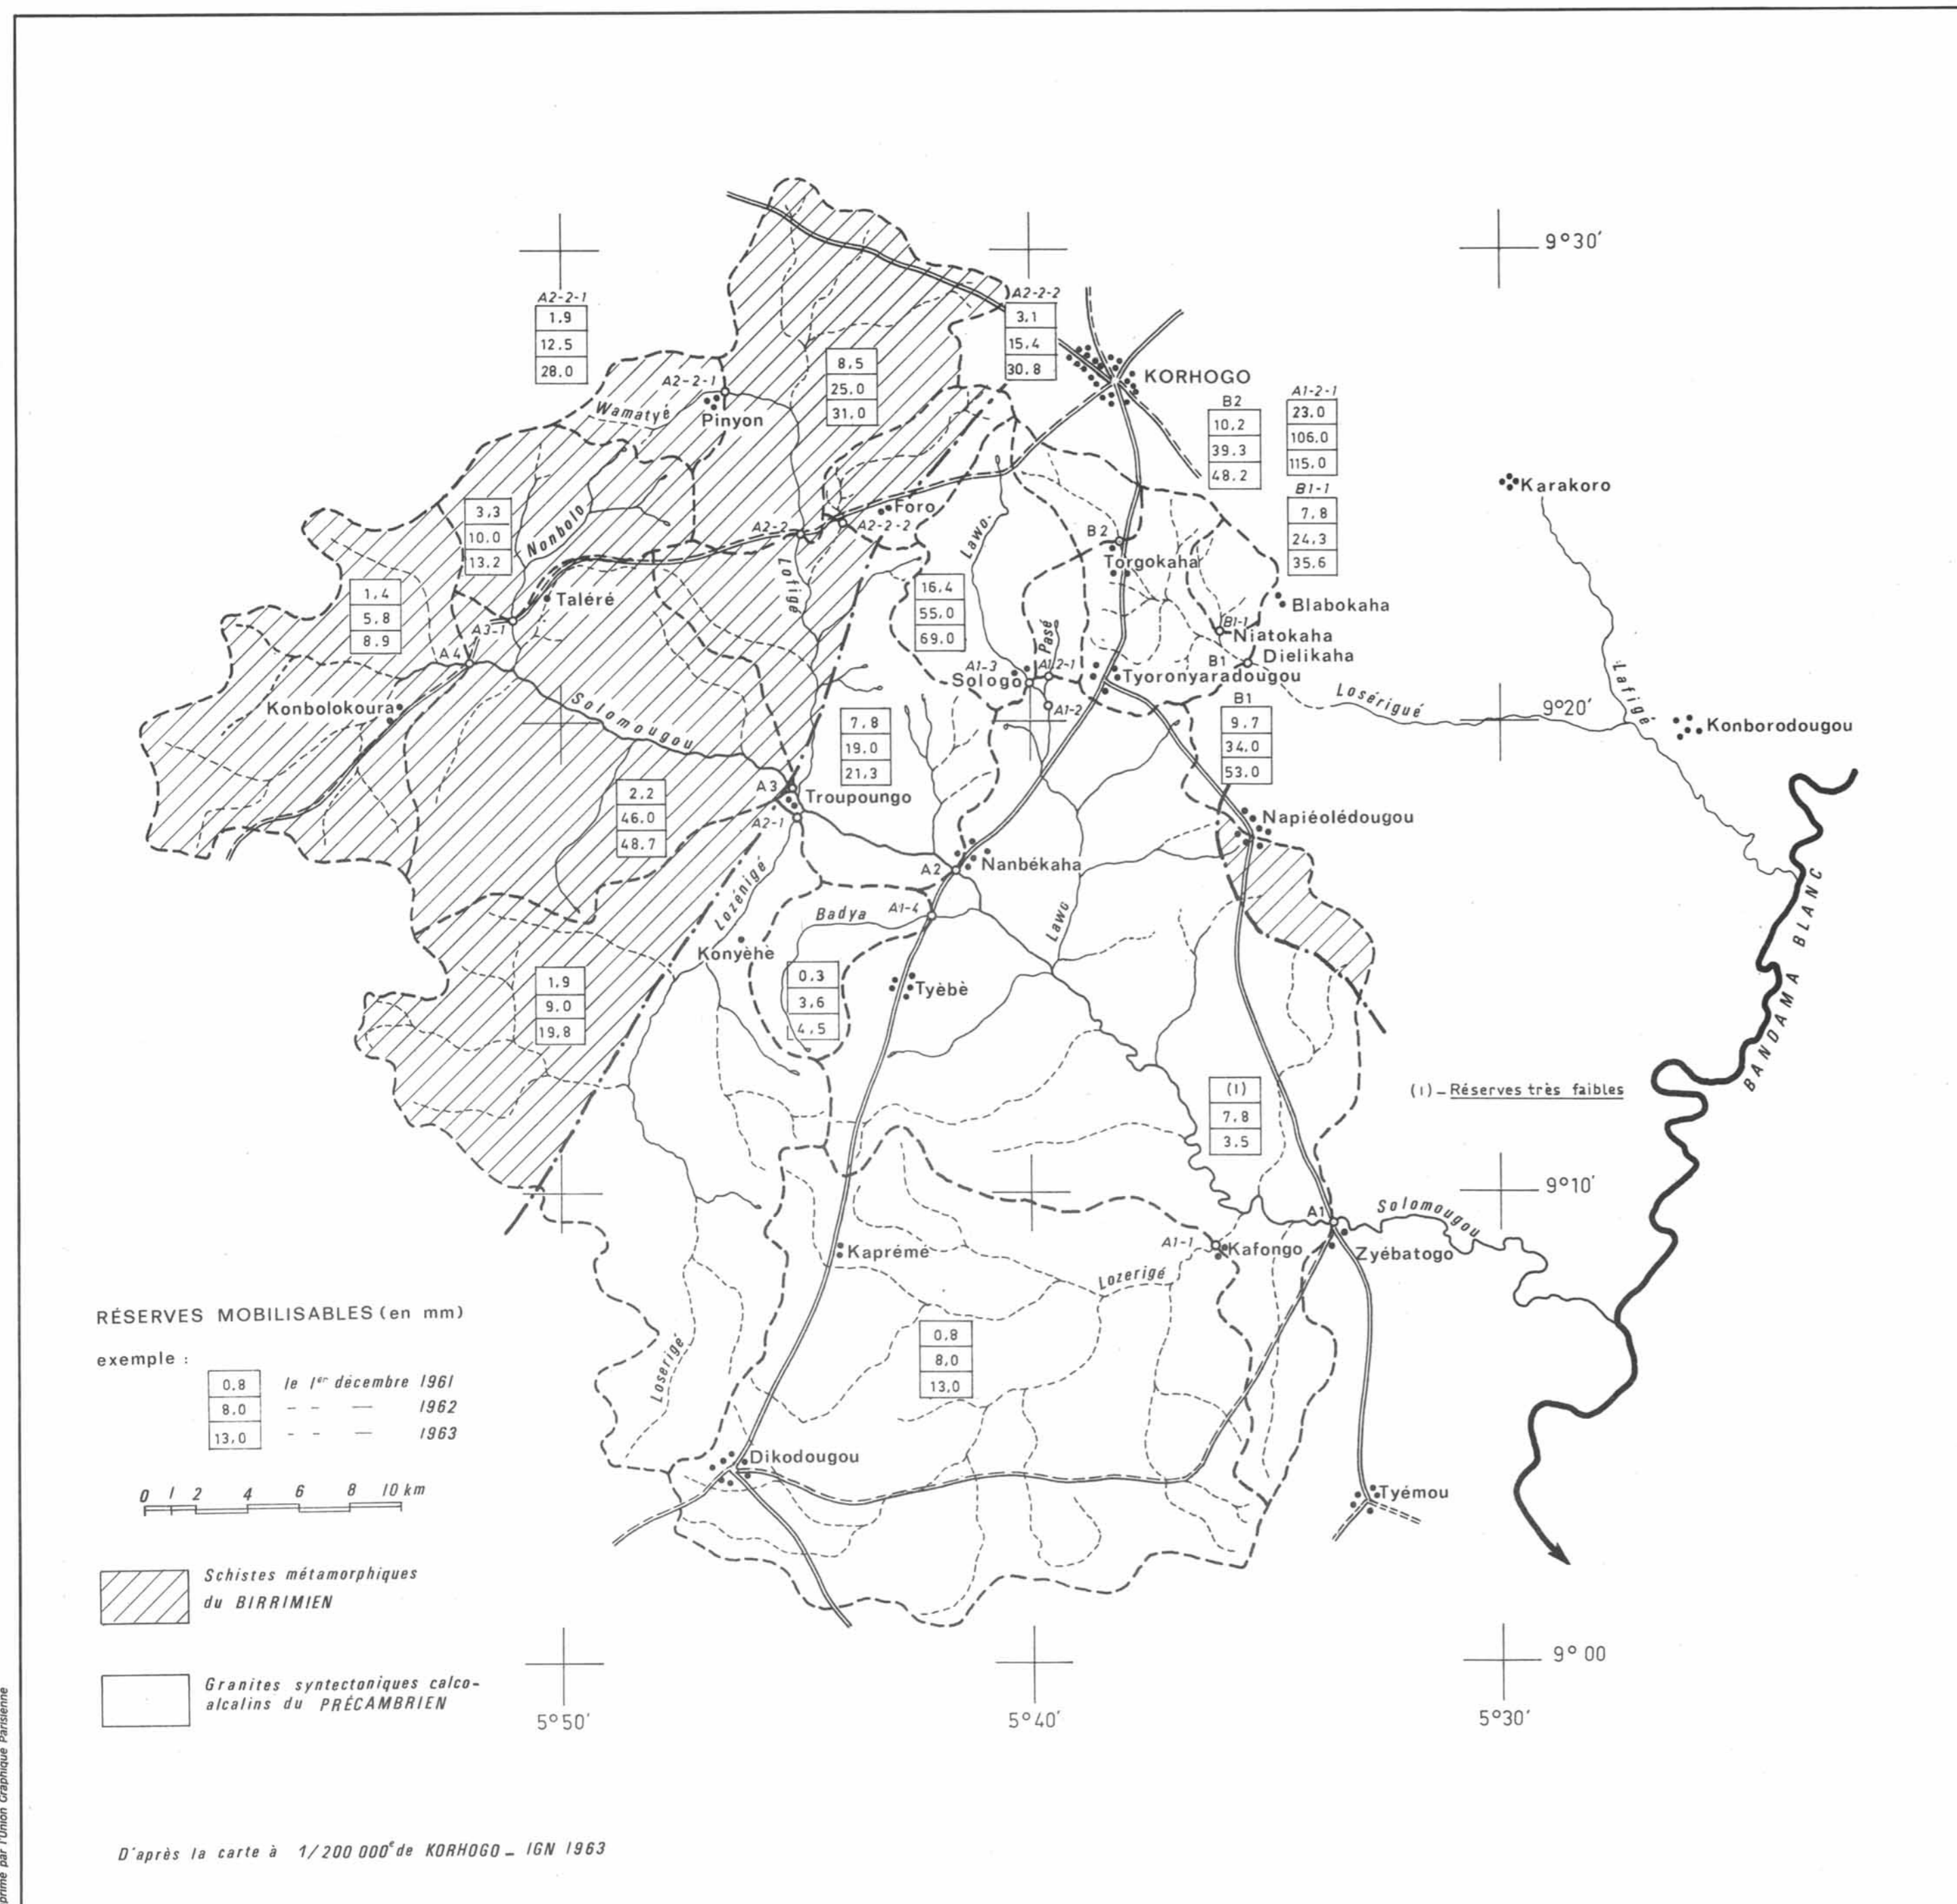 9°30'
A2-2-1
1.9
12.5
28.0
A2-2-2
3,1
15,4
30.8
8,5
25.0
31,0
KORHOGO
A2-2-1
Pinyon
Wamatyé
B2
10,2
39.3
48,2
A1-2-1
23.0
106.0
115.0
B1-1
7,8
24,3
35.6
Karakoro
3,3
10.0
13.2
Nonbolo
Foro
A2-2
A2-2-2
Lawo
B2
Torgokaha
Lofigé
Taléré
1,4
5.8
8.9
16,4
55,0
69.0
Blabokaha
B1-1
Niatokaha
A3-1
A4
Pasé
B1
Dielikaha
A1-3
A1.2-1
Sologo
Tyoronyaradougou
Lafigé
Konbolokoura
Solomougou
A1-2
Losérigué
9°20'
Konborodougou
B1
9.7
34.0
53.0
7,8
19,0
21,3
A3
Troupoungo
2.2
46.0
48.7
A2-1
Napiéolédougou
A2
Nanbékaha
Lozénigé
Badya
A1-4
Lawo
BANDAMA BLANC
Konyèhè
0.3
3,6
4,5
Tyèbè
1,9
9.0
19.8
(1)
7,8
3.5
(1) - Réserves très faibles
9°10'
A1
Solomougou
A1-1
Kafongo
Zyébatogo
Kaprémé
Lozerigé
RÉSERVES MOBILISABLES (en mm)
exemple :
0.8 le 1er décembre 1961
8.0 - - — 1962
13,0 - - — 1963
Loserigé
0.8
8,0
13,0
Dikodougou
0 1 2 4 6 8 10 km
Tyémou
Schistes métamorphiques
du BIRRIMIEN
9° 00
Granites syntectoniques calco-
alcalins du PRÉCAMBRIEN
5°50'
5°40'
5°30'
D'après la carte à 1/200 000e de KORHOGO - IGN 1963
par l'Union Graphique Parisienne